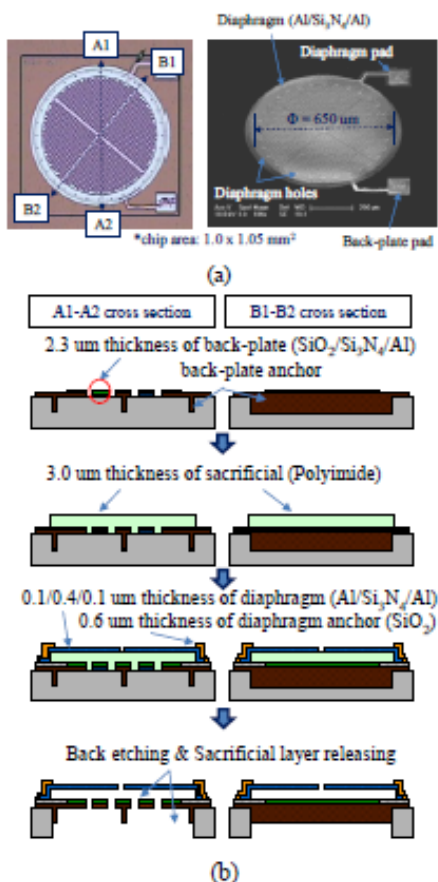 Diaphragm (Al/Si₃N₄/Al)
A1
B1
B2
A2
Diaphragm pad
Φ = 650 um
Diaphragm holes
Back-plate pad
*chip area: 1.0 x 1.05 mm²
(a)
A1-A2 cross section
B1-B2 cross section
2.3 um thickness of back-plate (SiO₂/Si₃N₄/Al)
back-plate anchor
3.0 um thickness of sacrificial (Polyimide)
0.1/0.4/0.1 um thickness of diaphragm (Al/Si₃N₄/Al)
0.6 um thickness of diaphragm anchor (SiO₂)
Back etching & Sacrificial layer releasing
(b)